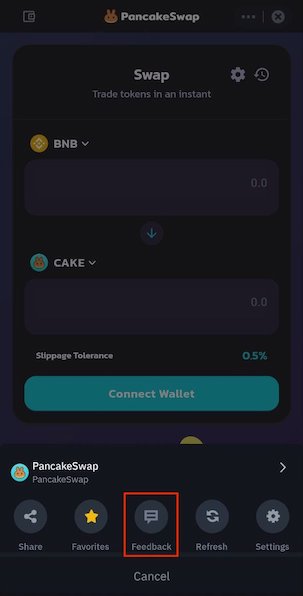 PancakeSwap
Swap
Trade tokens in an instant
BNB
0.0
CAKE
0.0
Slippage Tolerance 0.5%
Connect Wallet
PancakeSwap
PancakeSwap
Share Favorites Feedback Refresh Settings
Cancel